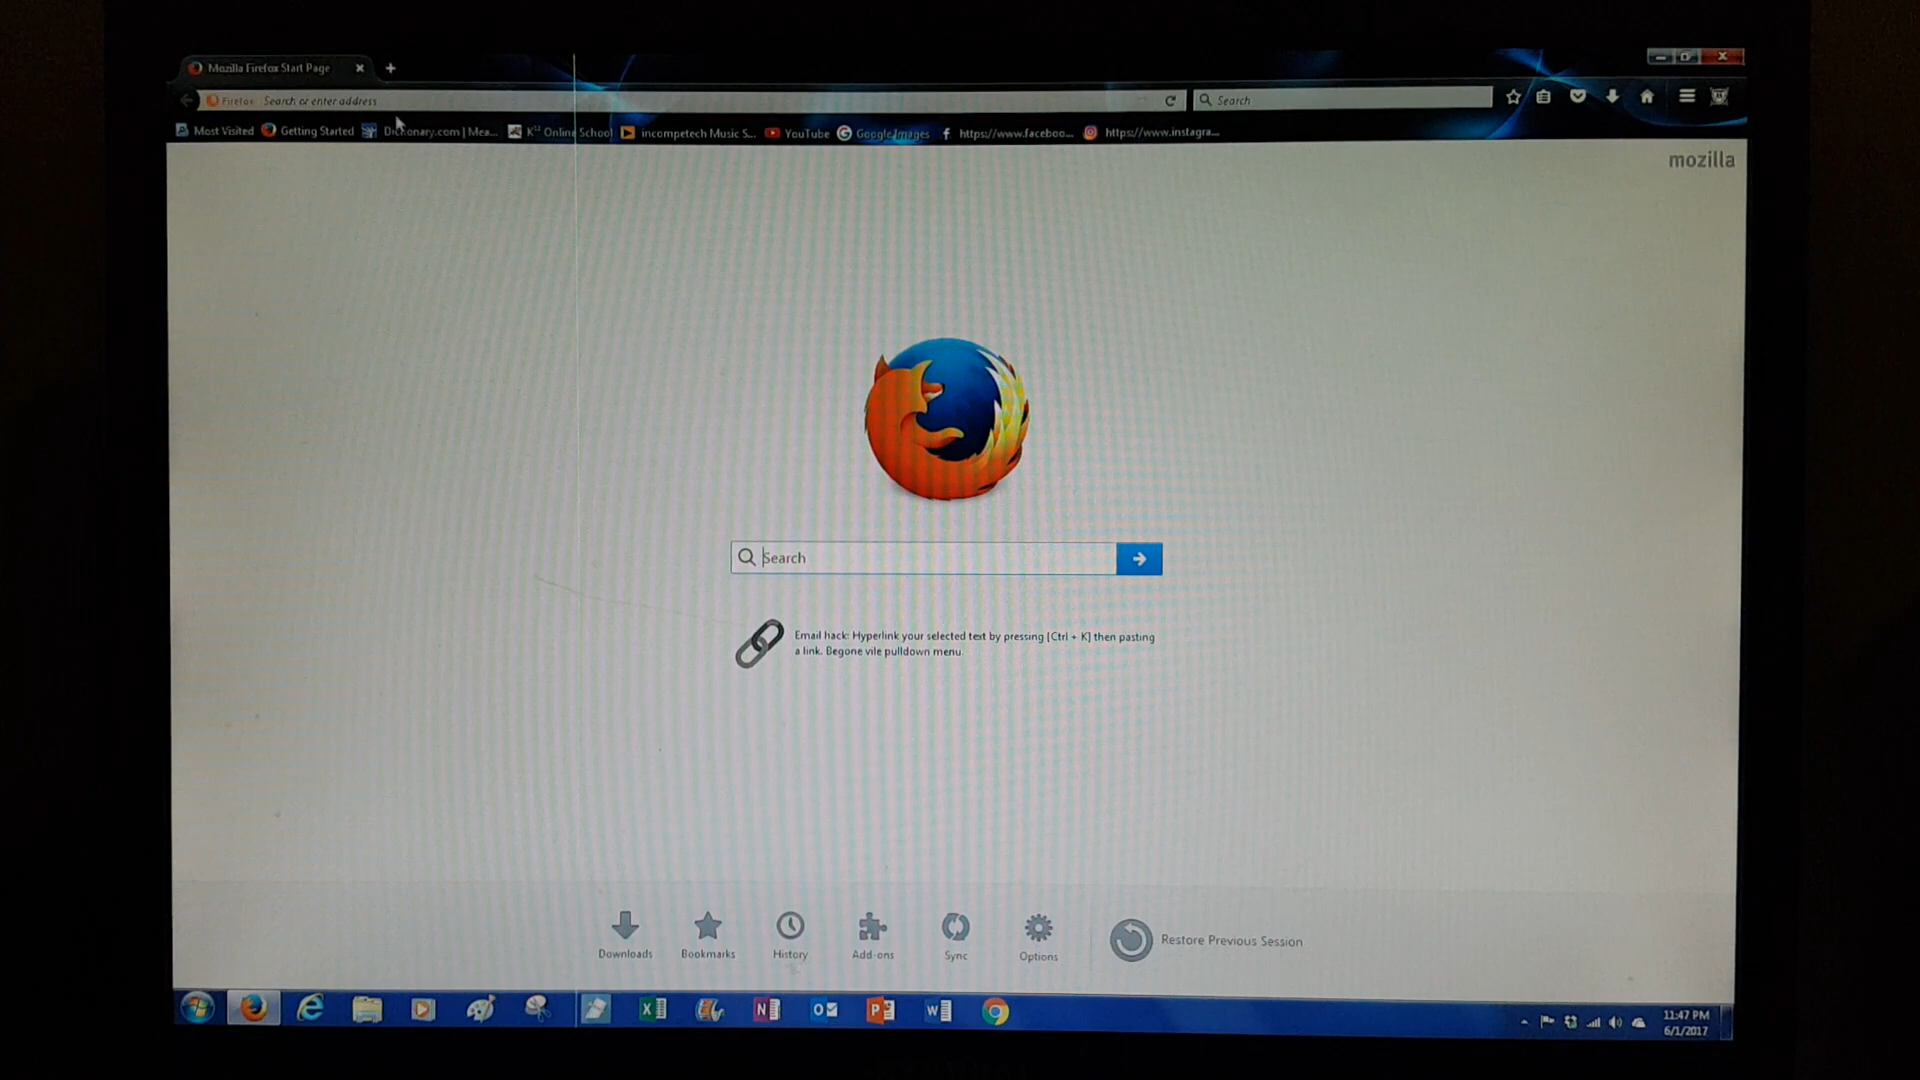 Mozilla Firefox Start Page
Firefox Search or enter address
Search
Most Visited Getting Started Dictionary.com | Mea... K¹² Online School incompetech Music S... YouTube Google Images https://www.faceboo... https://www.instagra...
mozilla
Search
Email hack: Hyperlink your selected text by pressing [Ctrl + K] then pasting
a link. Begone vile pulldown menu.
Downloads Bookmarks History Add-ons Sync Options Restore Previous Session
11:47 PM
6/1/2017